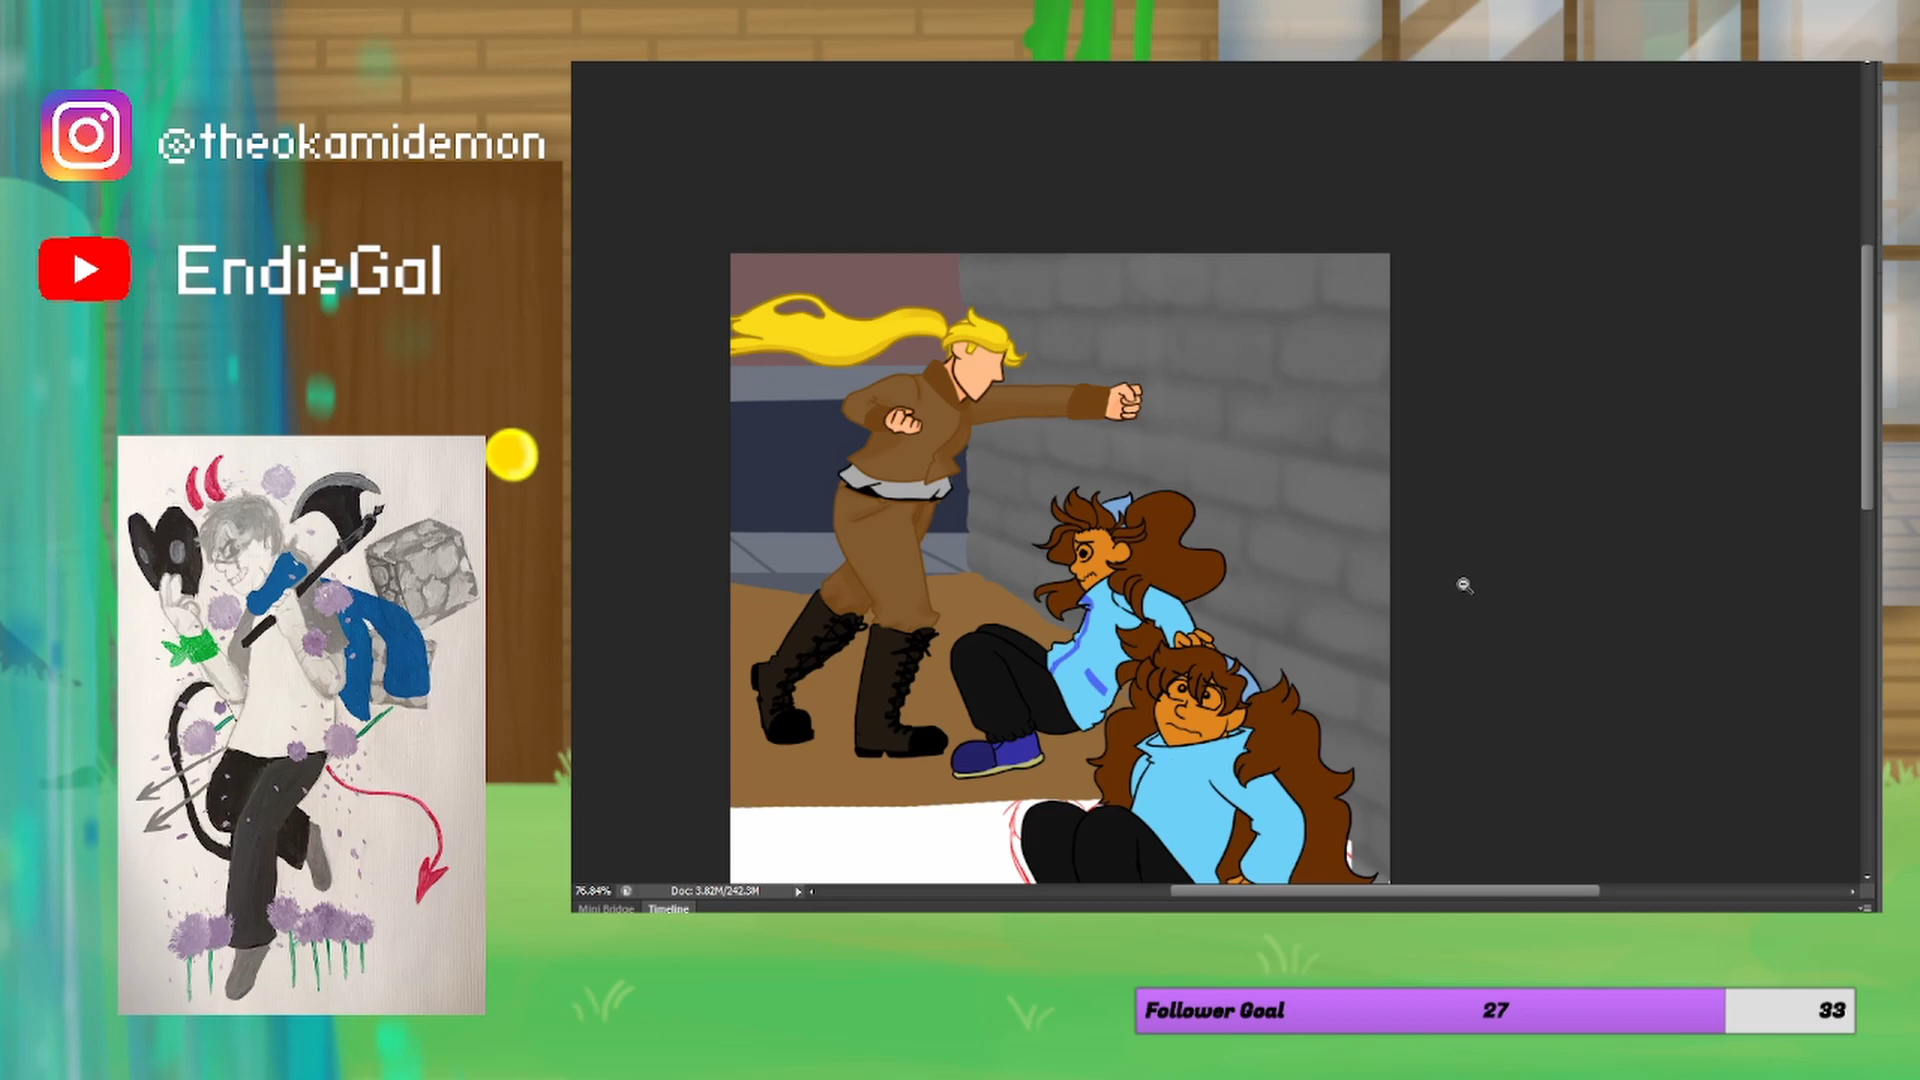 @theokamidemon
EndieGal
76.84%
Doc: 3.82M/242.3M
Mini Bridge
Timeline
Follower Goal 27 33